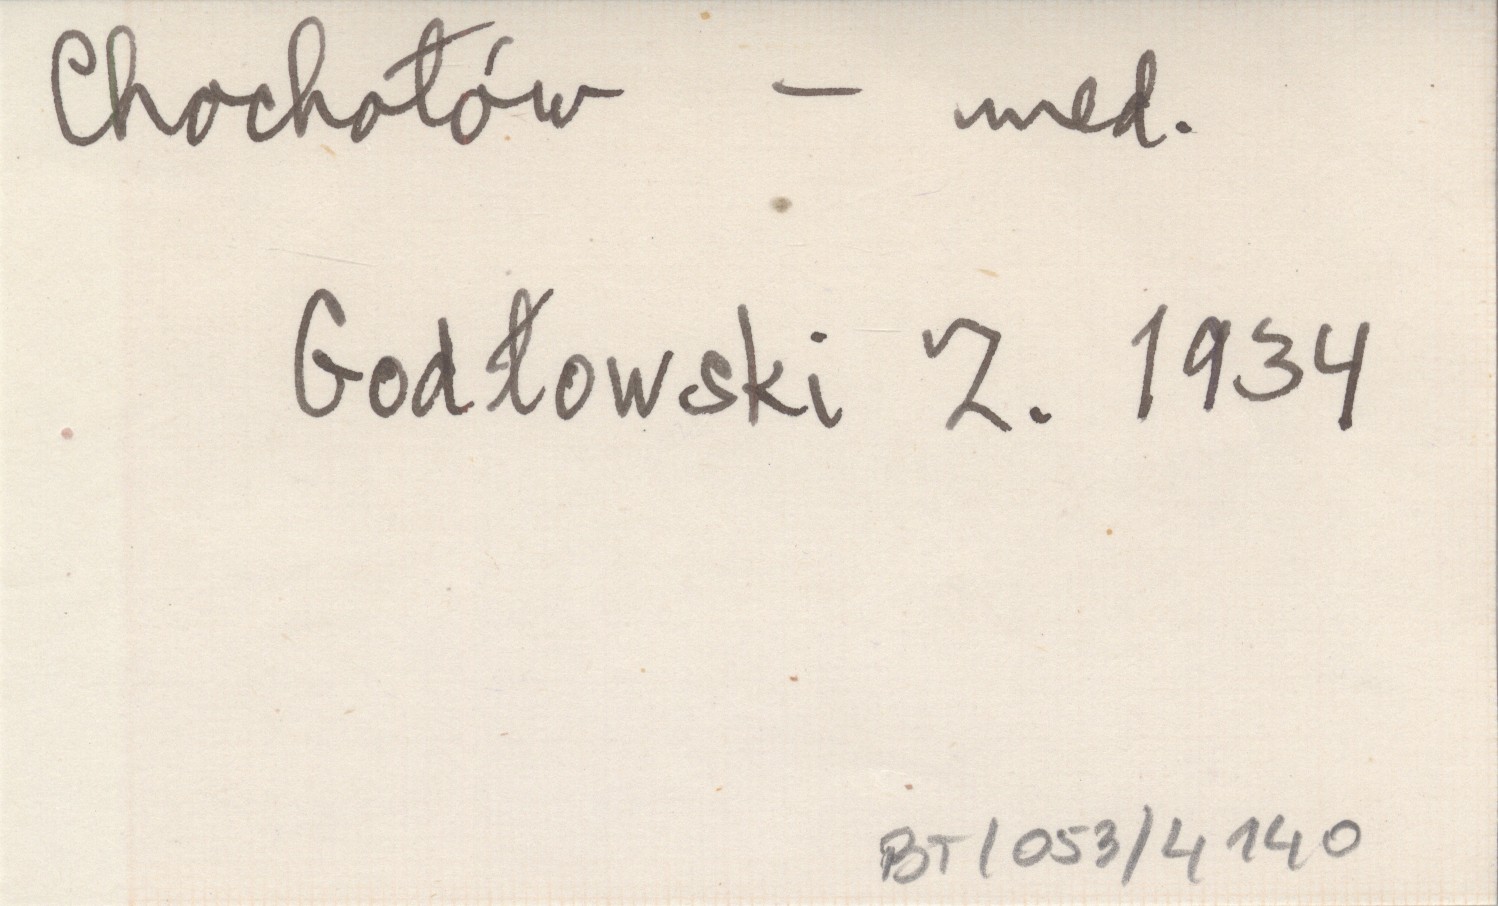 Chochołów – med.
Godłowski Z. 1934
BT/053/4140